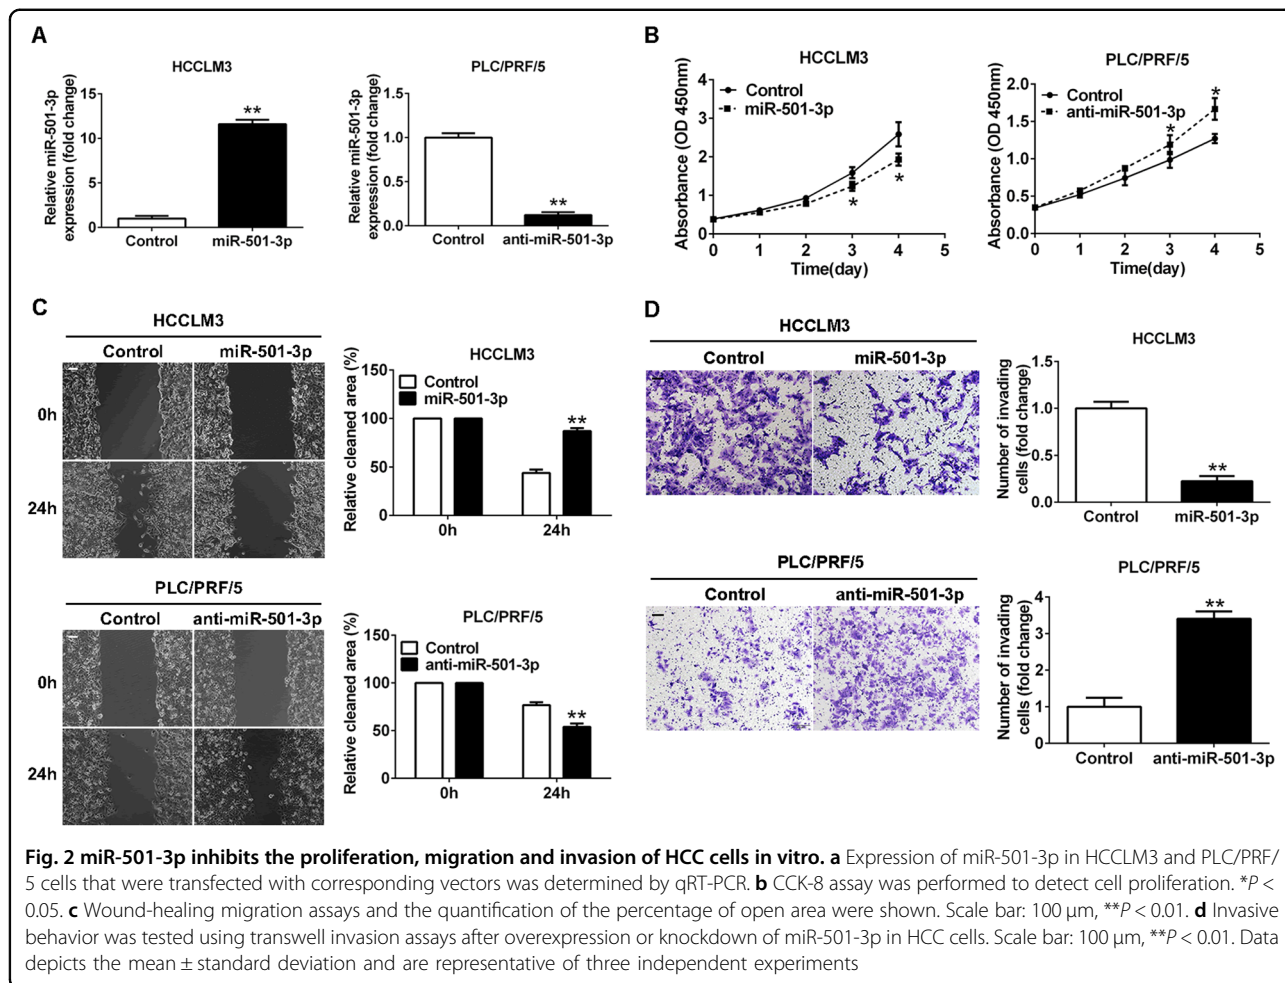 A
HCCLM3
Relative miR-501-3p
expression (fold change)
15
10
5
0
**
Control
miR-501-3p
PLC/PRF/5
Relative miR-501-3p
expression (fold change)
1.5
1.0
0.5
0.0
**
Control
anti-miR-501-3p
B
HCCLM3
Absorbance (OD 450nm)
4
3
2
1
0
Control
miR-501-3p
*
*
0 1 2 3 4 5
Time(day)
PLC/PRF/5
Absorbance (OD 450nm)
2.0
1.5
1.0
0.5
0.0
Control
anti-miR-501-3p
*
*
0 1 2 3 4 5
Time(day)
C
HCCLM3
Control miR-501-3p
0h
24h
HCCLM3
Relative cleaned area (%)
150
100
50
0
Control
miR-501-3p
**
0h 24h
PLC/PRF/5
Control anti-miR-501-3p
0h
24h
PLC/PRF/5
Relative cleaned area (%)
150
100
50
0
Control
anti-miR-501-3p
**
0h 24h
D
HCCLM3
Control miR-501-3p
HCCLM3
Number of invading
cells (fold change)
1.5
1.0
0.5
0.0
**
Control miR-501-3p
PLC/PRF/5
Control anti-miR-501-3p
PLC/PRF/5
Number of invading
cells (fold change)
4
3
2
1
0
**
Control anti-miR-501-3p
Fig. 2 miR-501-3p inhibits the proliferation, migration and invasion of HCC cells in vitro. a Expression of miR-501-3p in HCCLM3 and PLC/PRF/
5 cells that were transfected with corresponding vectors was determined by qRT-PCR. b CCK-8 assay was performed to detect cell proliferation. *P <
0.05. c Wound-healing migration assays and the quantification of the percentage of open area were shown. Scale bar: 100 μm, **P < 0.01. d Invasive
behavior was tested using transwell invasion assays after overexpression or knockdown of miR-501-3p in HCC cells. Scale bar: 100 μm, **P < 0.01. Data
depicts the mean ± standard deviation and are representative of three independent experiments